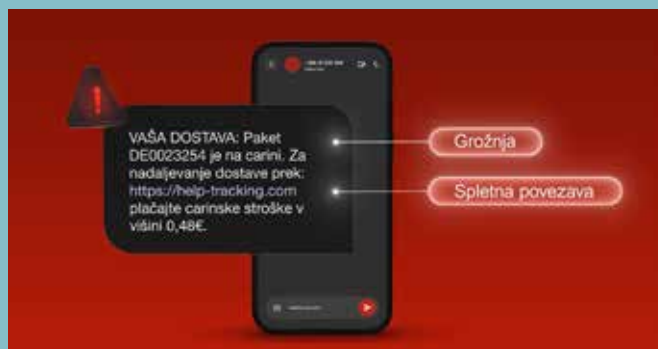 VAŠA DOSTAVA: Paket
DE0023254 je na carini. Za
nadaljevanje dostave prek:
https://help-tracking.com
plačajte carinske stroške v
višini 0,48€.
Grožnja
Spletna povezava